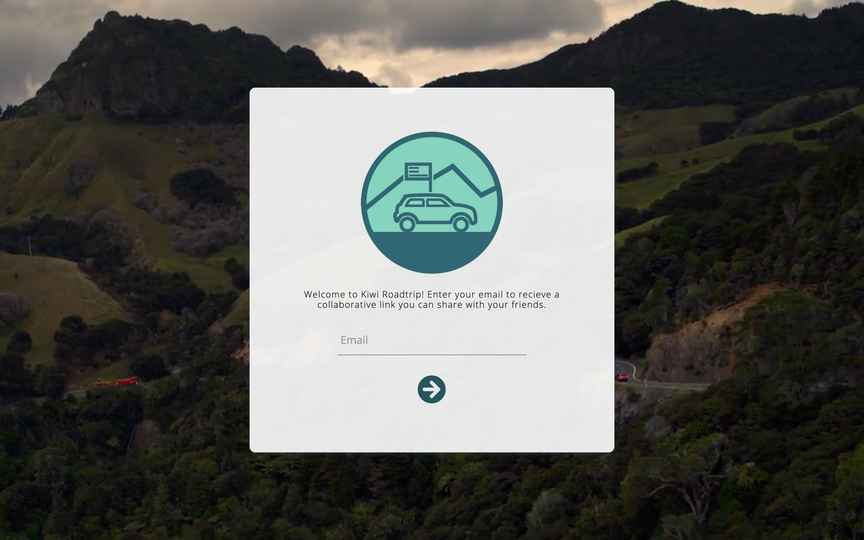 Welcome to Kiwi Roadtrip! Enter your email to recieve a
collaborative link you can share with your friends.
Email